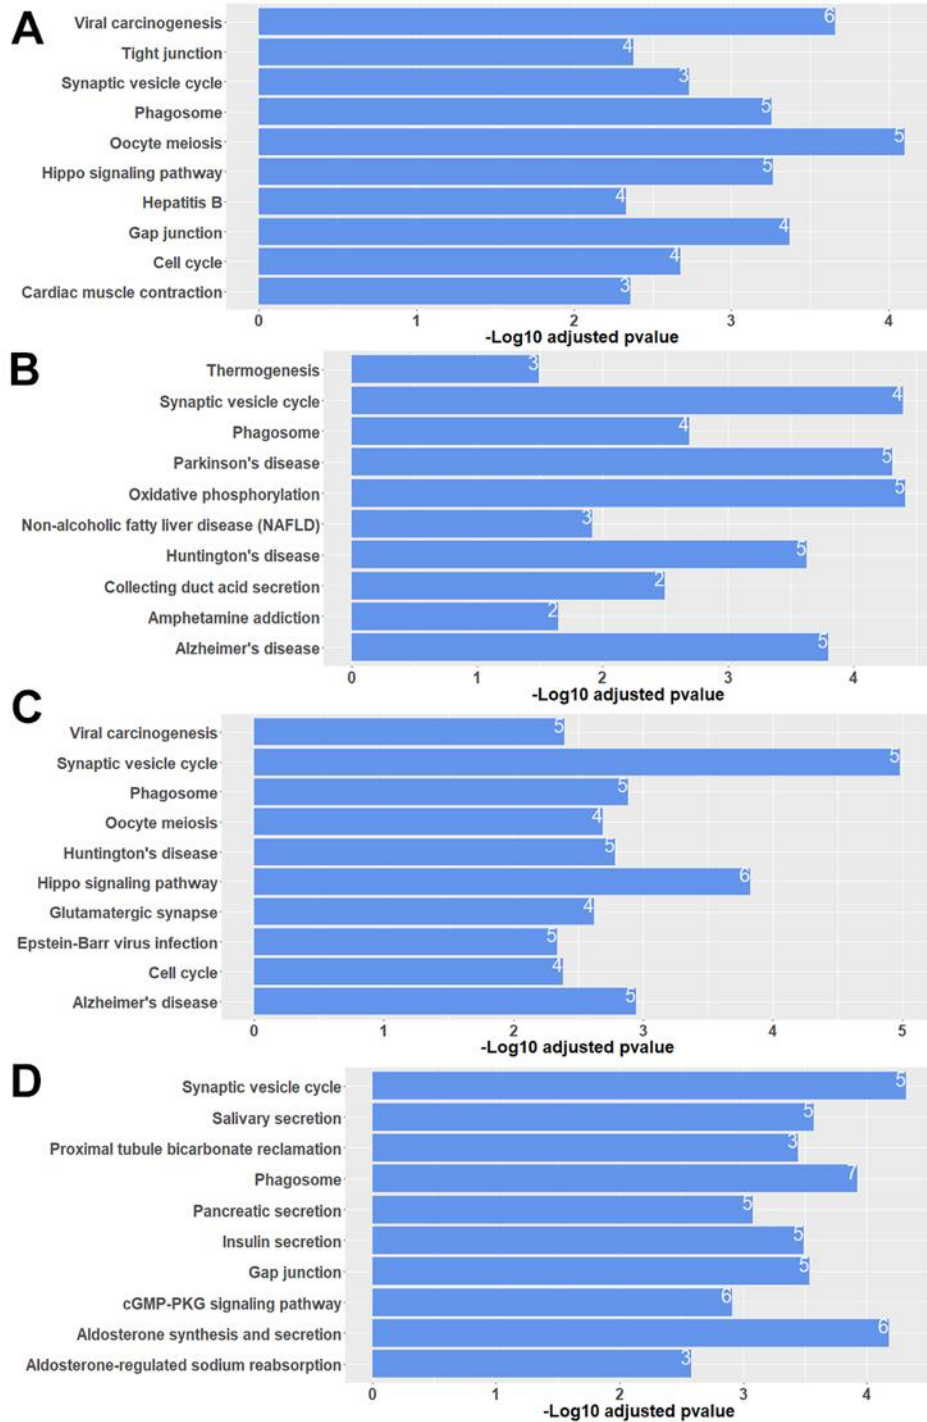 A
Viral carcinogenesis 6
Tight junction 4
Synaptic vesicle cycle 3
Phagosome 5
Oocyte meiosis 5
Hippo signaling pathway 5
Hepatitis B 4
Gap junction 4
Cell cycle 4
Cardiac muscle contraction 3
0 1 2 3 4
-Log10 adjusted pvalue
B
Thermogenesis 3
Synaptic vesicle cycle 4
Phagosome 4
Parkinson's disease 5
Oxidative phosphorylation 5
Non-alcoholic fatty liver disease (NAFLD) 3
Huntington's disease 5
Collecting duct acid secretion 2
Amphetamine addiction 2
Alzheimer's disease 5
0 1 2 3 4
-Log10 adjusted pvalue
C
Viral carcinogenesis 5
Synaptic vesicle cycle 5
Phagosome 5
Oocyte meiosis 4
Huntington's disease 5
Hippo signaling pathway 6
Glutamatergic synapse 4
Epstein-Barr virus infection 5
Cell cycle 4
Alzheimer's disease 5
0 1 2 3 4 5
-Log10 adjusted pvalue
D
Synaptic vesicle cycle 5
Salivary secretion 5
Proximal tubule bicarbonate reclamation 3
Phagosome 7
Pancreatic secretion 5
Insulin secretion 5
Gap junction 5
cGMP-PKG signaling pathway 6
Aldosterone synthesis and secretion 6
Aldosterone-regulated sodium reabsorption 3
0 1 2 3 4
-Log10 adjusted pvalue